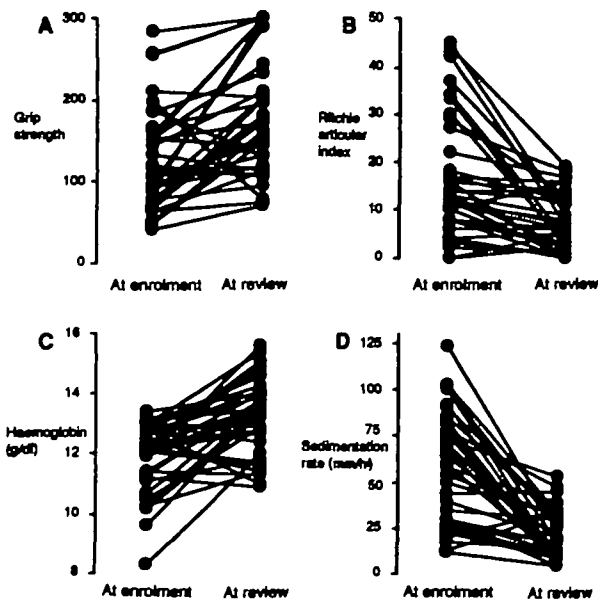 A
300
200
100
0
Grip
strength
At enrolment At review
B
50
40
30
20
10
0
Ritchie
articular
index
At enrolment At review
C
16
14
12
10
8
Haemoglobin
(g/dl)
At enrolment At review
D
125
100
75
50
25
0
Sedimentation
rate (mm/h)
At enrolment At review